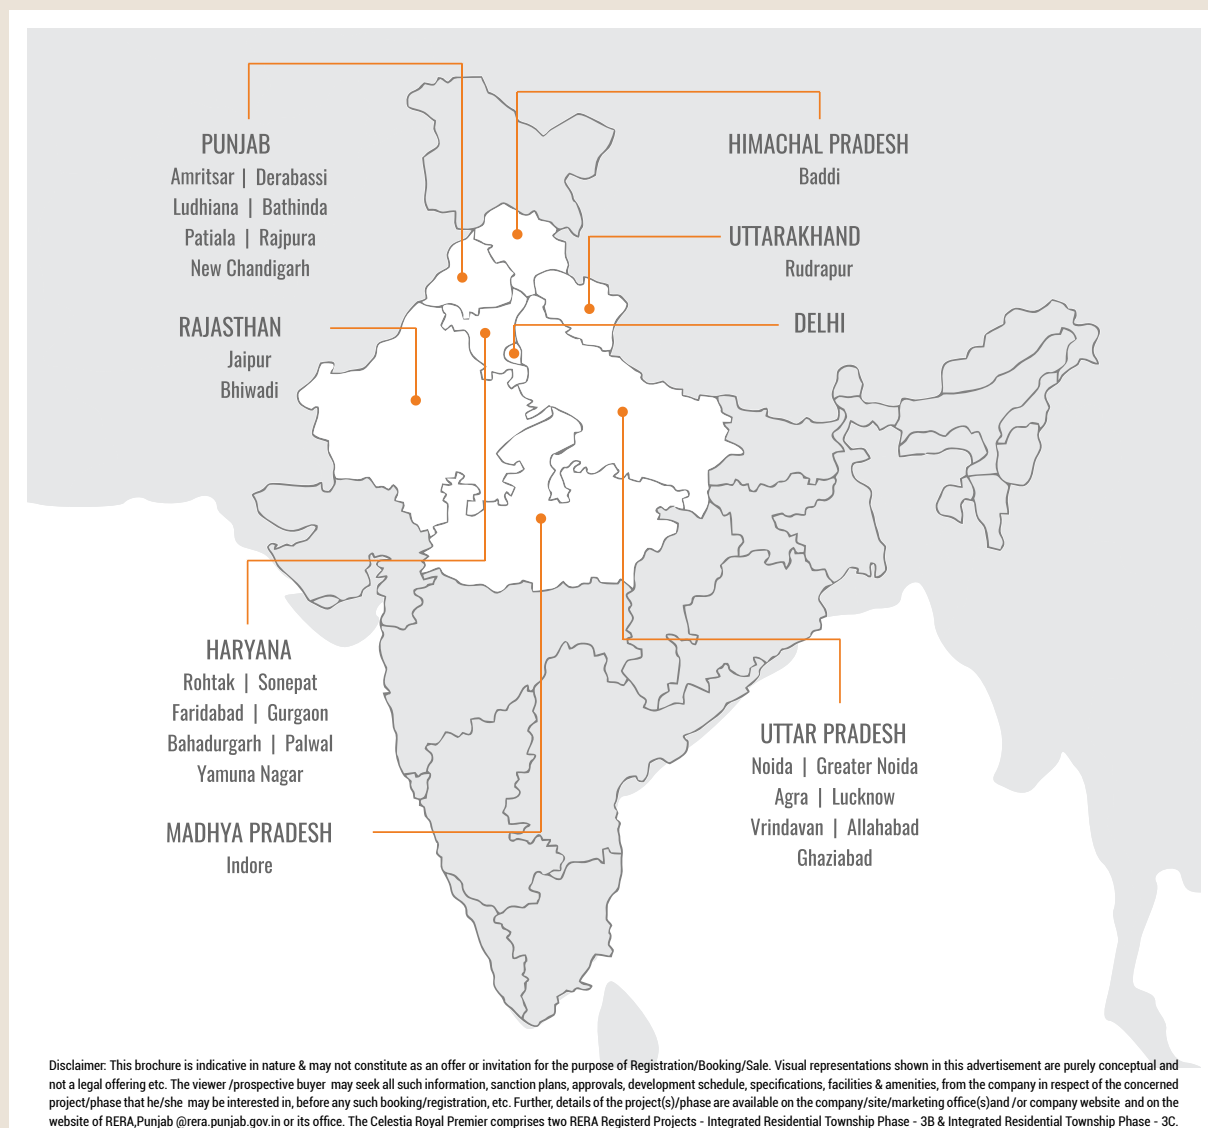 PUNJAB
Amritsar | Derabassi
Ludhiana | Bathinda
Patiala | Rajpura
New Chandigarh
HIMACHAL PRADESH
Baddi
UTTARAKHAND
Rudrapur
RAJASTHAN
Jaipur
Bhiwadi
DELHI
HARYANA
Rohtak | Sonepat
Faridabad | Gurgaon
Bahadurgarh | Palwal
Yamuna Nagar
MADHYA PRADESH
Indore
UTTAR PRADESH
Noida | Greater Noida
Agra | Lucknow
Vrindavan | Allahabad
Ghaziabad
Disclaimer: This brochure is indicative in nature & may not constitute as an offer or invitation for the purpose of Registration/Booking/Sale. Visual representations shown in this advertisement are purely conceptual and
not a legal offering etc. The viewer /prospective buyer may seek all such information, sanction plans, approvals, development schedule, specifications, facilities & amenities, from the company in respect of the concerned
project/phase that he/she may be interested in, before any such booking/registration, etc. Further, details of the project(s)/phase are available on the company/site/marketing office(s)and /or company website and on the
website of RERA,Punjab @rera.punjab.gov.in or its office. The Celestia Royal Premier comprises two RERA Registerd Projects - Integrated Residential Township Phase - 3B & Integrated Residential Township Phase - 3C.